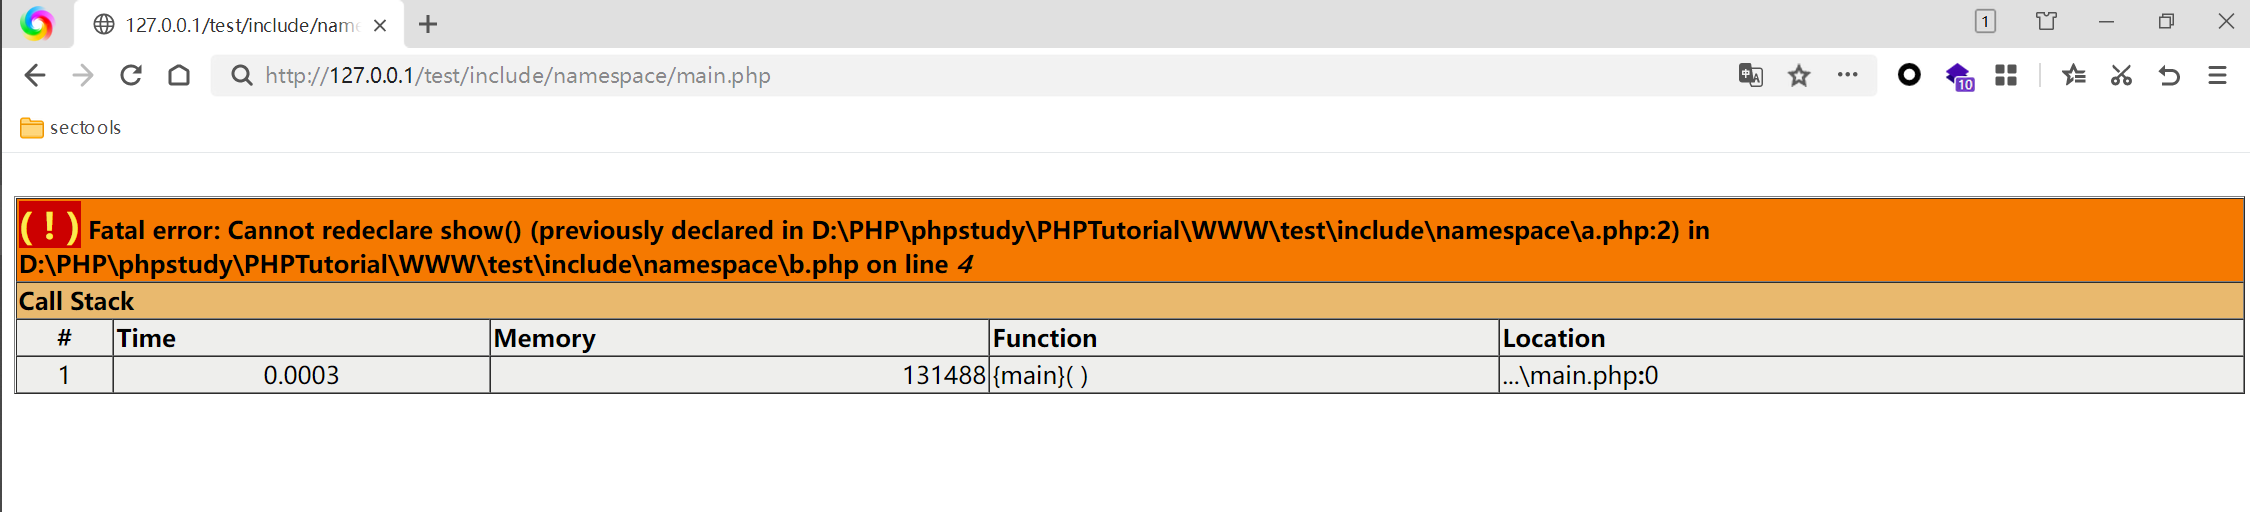 127.0.0.1/test/include/name
1
http://127.0.0.1/test/include/namespace/main.php
10
sectools
( ! ) Fatal error: Cannot redeclare show() (previously declared in D:\PHP\phpstudy\PHPTutorial\WWW\test\include\namespace\a.php:2) in
D:\PHP\phpstudy\PHPTutorial\WWW\test\include\namespace\b.php on line 4
Call Stack
# Time Memory Function Location
1 0.0003 131488 {main}( ) ...\main.php:0